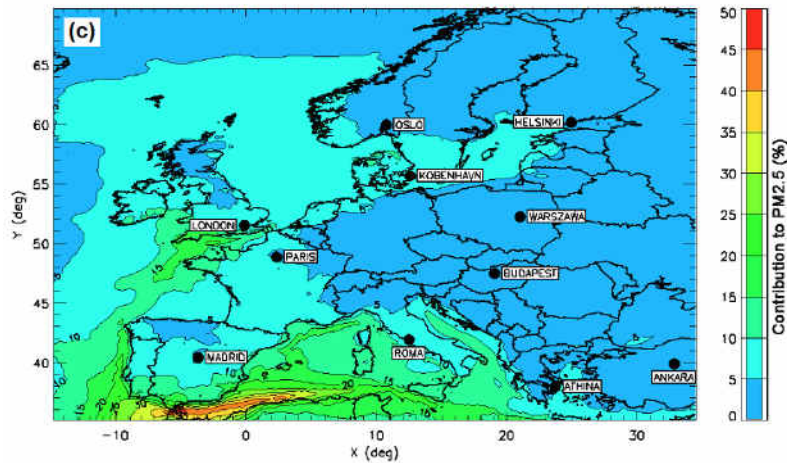 (c)
OSLO
HELSINKI
KOBENHAVN
WARSZAWA
LONDON
PARIS
BUDAPEST
MADRID
ROMA
ATHINA
ANKARA
Y (deg)
65
60
55
50
45
40
-10
0
10
20
30
X (deg)
50
45
40
35
30
25
20
15
10
5
0
Contribution to PM2.5 (%)